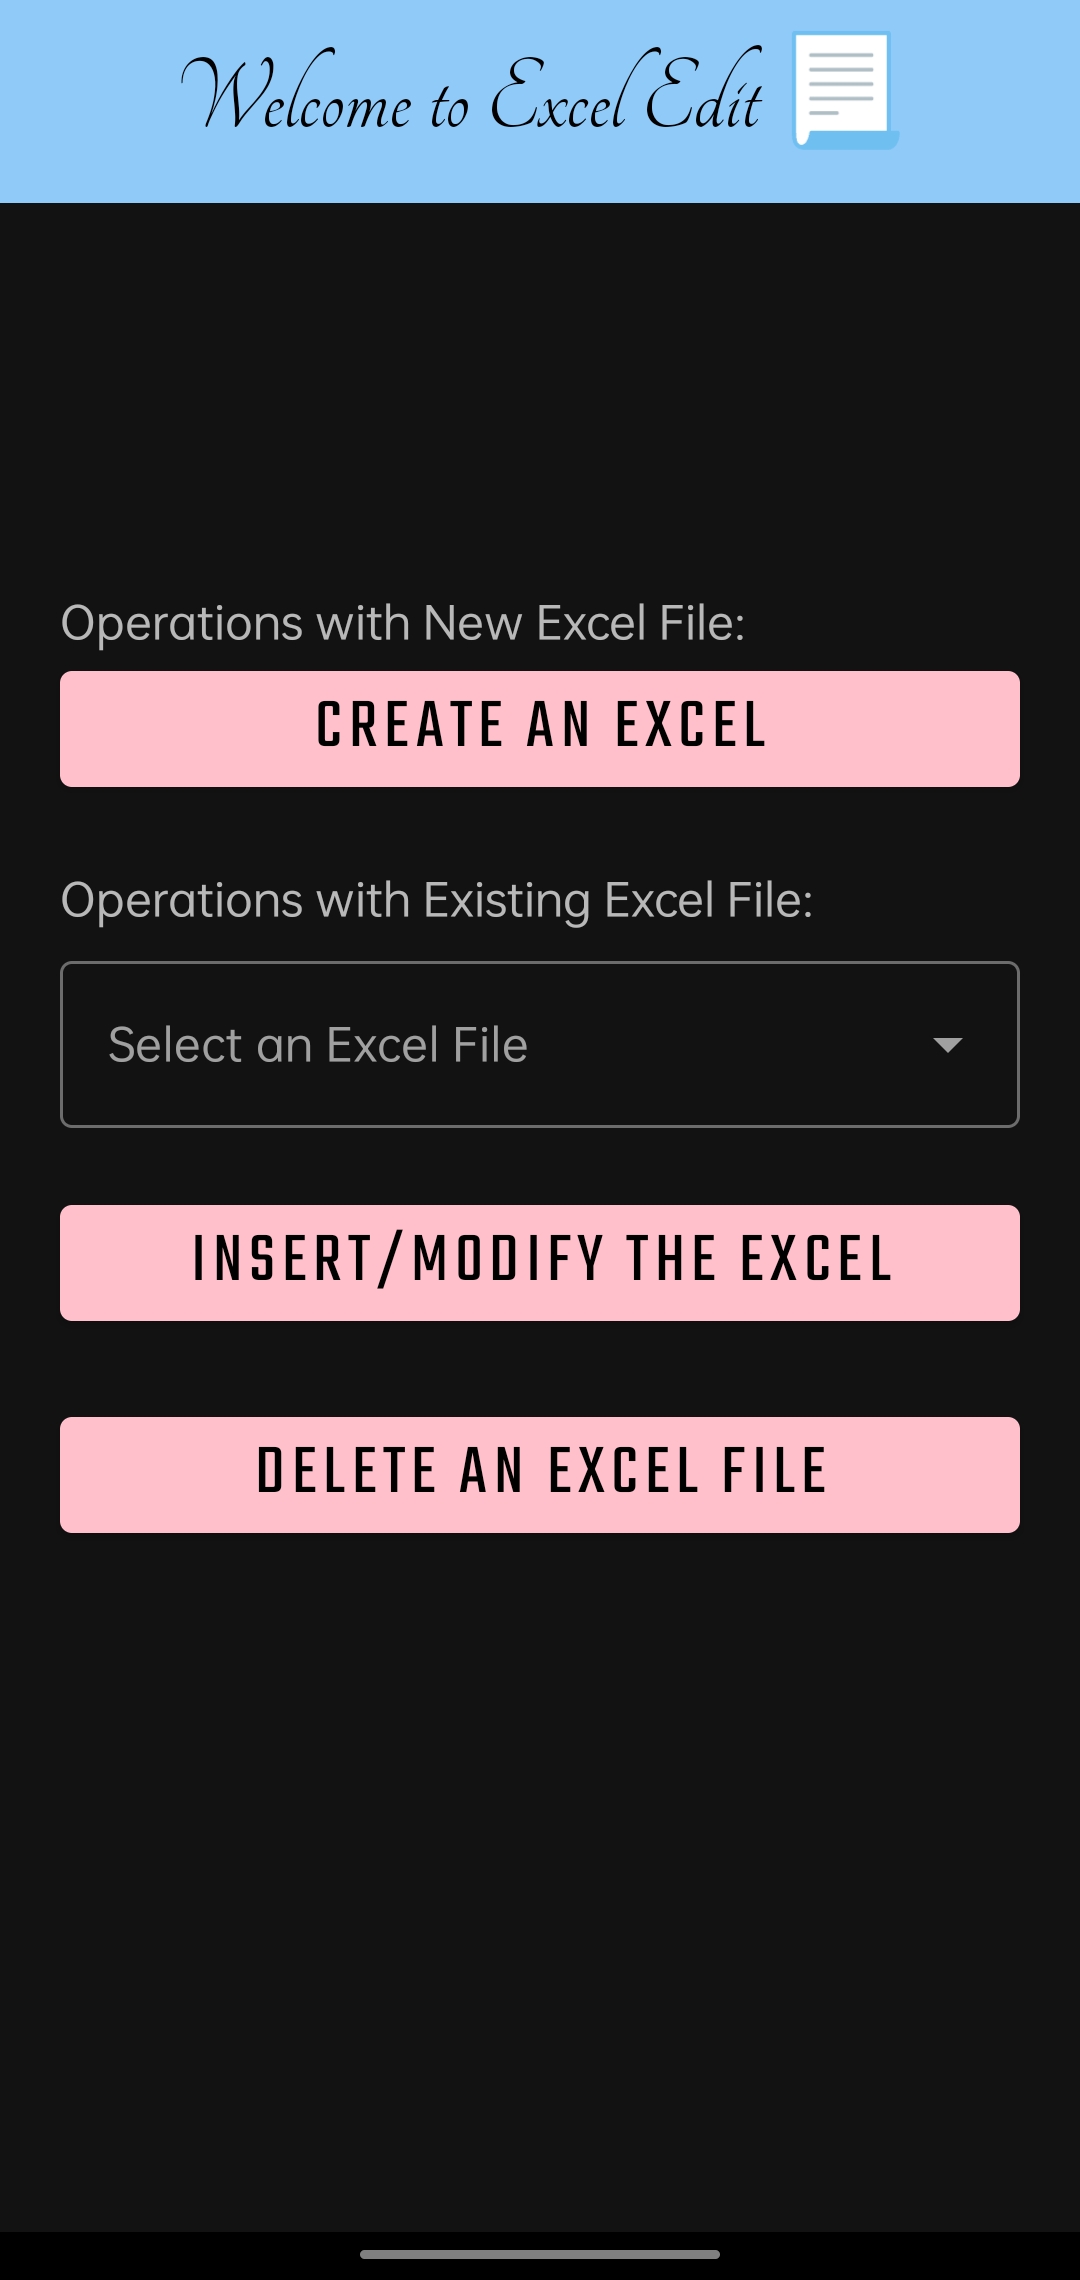 Welcome to Excel Edit
Operations with New Excel File:
CREATE AN EXCEL
Operations with Existing Excel File:
Select an Excel File
INSERT/MODIFY THE EXCEL
DELETE AN EXCEL FILE